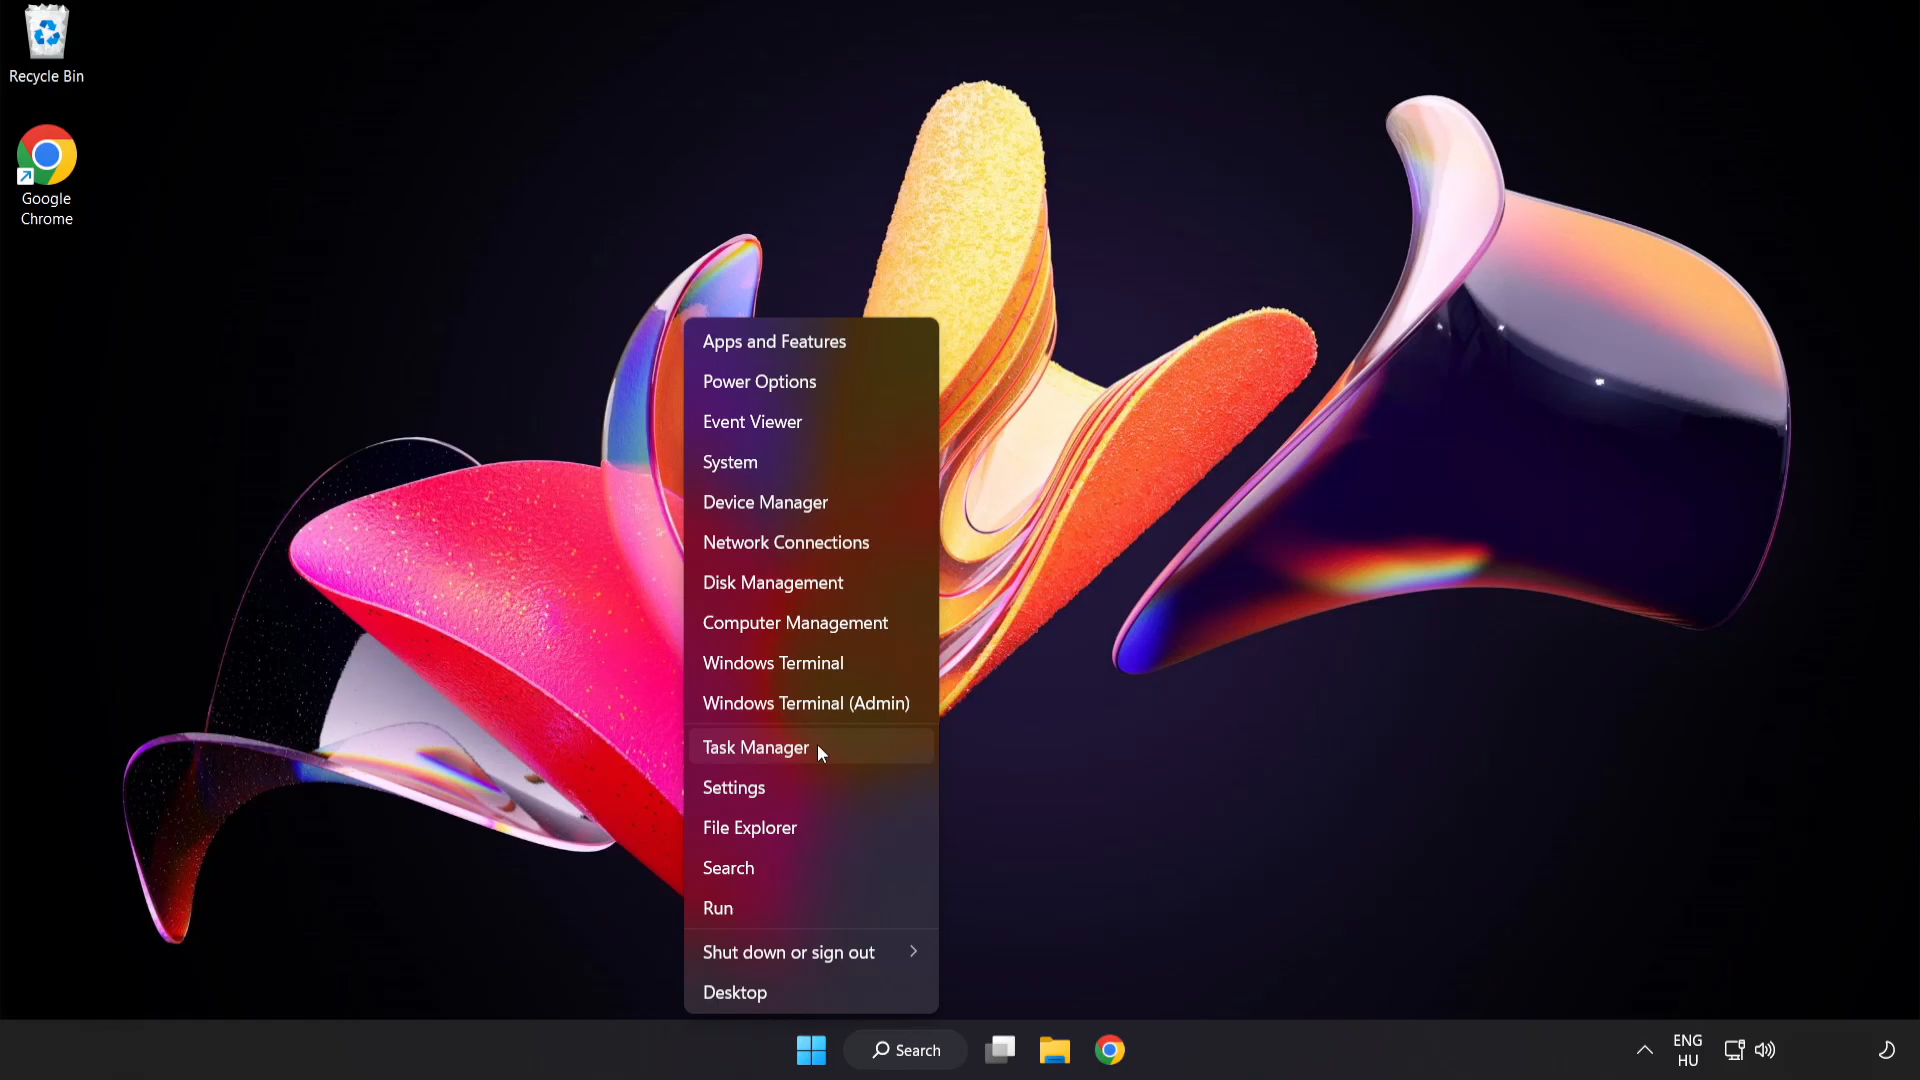 Recycle Bin
Google
Chrome
Apps and Features
Power Options
Event Viewer
System
Device Manager
Network Connections
Disk Management
Computer Management
Windows Terminal
Windows Terminal (Admin)
Task Manager
Settings
File Explorer
Search
Run
Shut down or sign out
Desktop
Search
ENG
HU